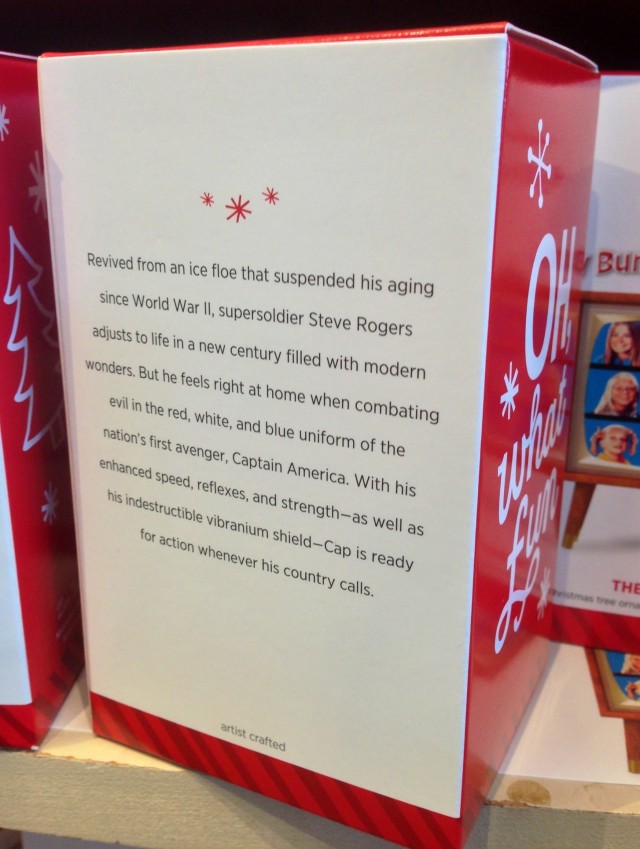 Revived from an ice floe that suspended his aging
since World War II, supersoldier Steve Rogers
adjusts to life in a new century filled with modern
wonders. But he feels right at home when combating
evil in the red, white, and blue uniform of the
nation's first avenger, Captain America. With his
enhanced speed, reflexes, and strength—as well as
his indestructible vibranium shield—Cap is ready
for action whenever his country calls.
artist crafted
OH,
what
fun
THE
christmas tree